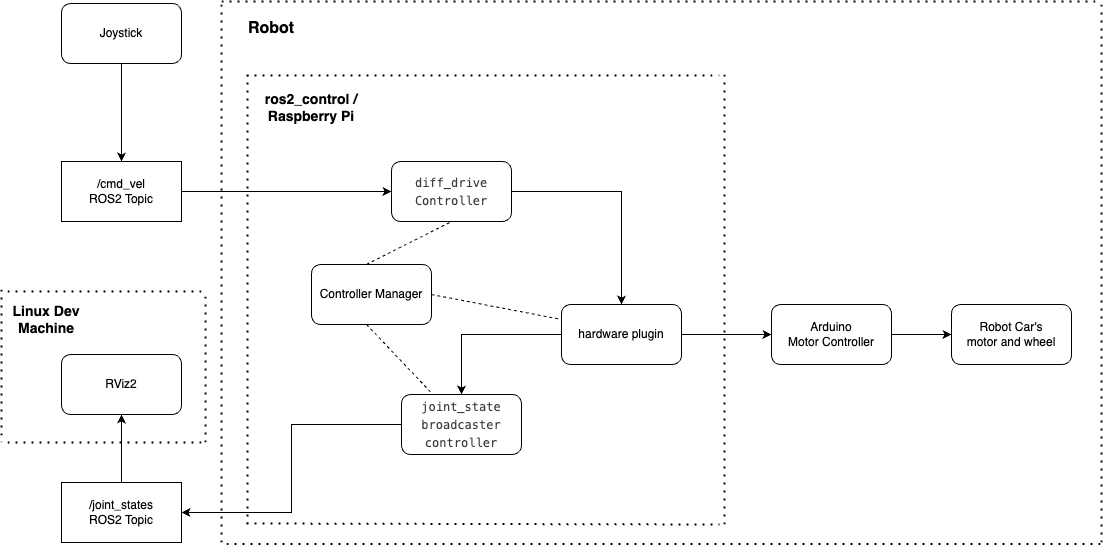 Joystick
Robot
ros2_control /
Raspberry Pi
/cmd_vel
ROS2 Topic
diff_drive
Controller
Controller Manager
Linux Dev
Machine
hardware plugin
Arduino
Motor Controller
Robot Car's
motor and wheel
RViz2
joint_state
broadcaster
controller
/joint_states
ROS2 Topic